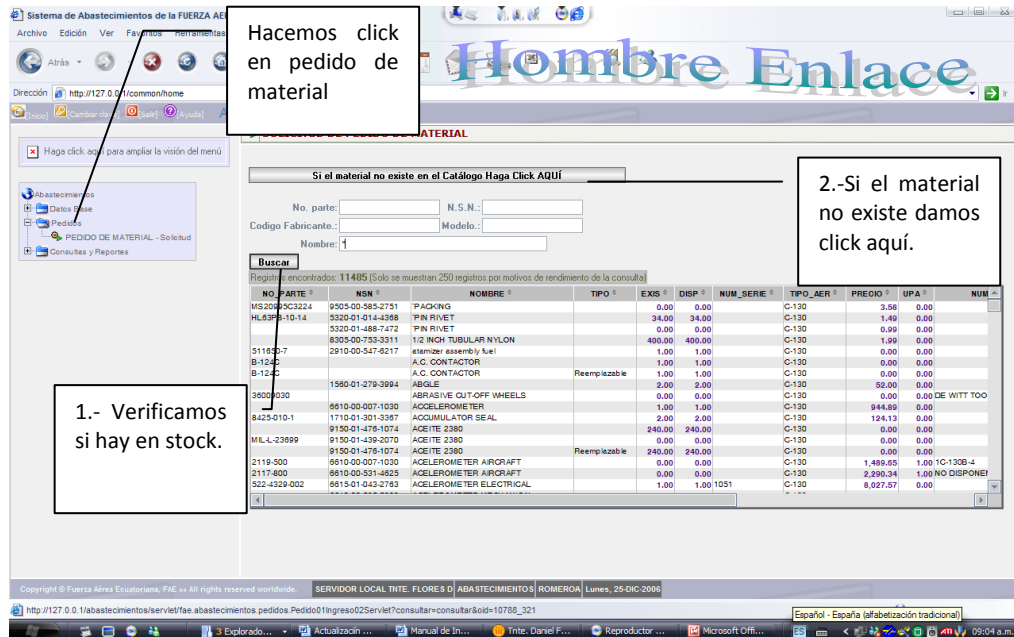 Sistema de Abastecimientos de la FUERZA AE
Archivo Edición Ver Favoritos Herramientas
Atrás
Dirección http://127.0.0.1/common/home
Ir
[Inicio] [Salir] [Ayuda]
Hombre Enlace
Hacemos click
en pedido de
material
MATERIAL
Haga click aquí para ampliar la visión del menú
Abastecimientos
Datos Base
Pedidos
PEDIDO DE MATERIAL - Solicitud
Consultas y Reportes
Si el material no existe en el Catálogo Haga Click AQUÍ
2.-Si el material
no existe damos
click aquí.
No. parte: N.S.N.:
Codigo Fabricante.: Modelo.:
Nombre:
Buscar
Registros encontrados: 11485 (Solo se muestran 250 registros por motivos de rendimiento de la consulta)
NO_PARTE NSN NOMBRE TIPO EXIS DISP NUM_SERIE TIPO_AER PRECIO UPA NUM
MS20995C3224 9505-00-585-2751 'PACKING 0.00 0.00 C-130 3.58 0.00
HL63PB-10-14 5320-01-014-4368 'PIN RIVET 34.00 34.00 C-130 1.49 0.00
5320-01-488-7472 'PIN RIVET 0.00 0.00 C-130 0.99 0.00
8305-00-753-3311 1/2 INCH TUBULAR NYLON 400.00 400.00 C-130 1.99 0.00
511650-7 2910-00-547-6217 atamizer assembly fuel 1.00 1.00 C-130 0.00 0.00
B-124C A.C. CONTACTOR 1.00 1.00 C-130 0.00 0.00
B-124C A.C. CONTACTOR Reemplazable 1.00 1.00 C-130 0.00 0.00
1560-01-279-3994 ABGLE 2.00 2.00 C-130 52.00 0.00
36009030 ABRASIVE CUT-OFF WHEELS 0.00 0.00 C-130 0.00 0.00 DE WITT TOO
6610-00-007-1030 ACCELEROMETER 1.00 1.00 C-130 944.89 0.00
8425-010-1 1710-01-301-3367 ACCUMULATOR SEAL 2.00 2.00 C-130 124.13 0.00
9150-01-476-1074 ACEITE 2380 240.00 240.00 C-130 0.00 0.00
MIL-L-23699 9150-01-439-2070 ACEITE 2380 0.00 0.00 C-130 0.00 0.00
9150-01-476-1074 ACEITE 2380 Reemplazable 240.00 240.00 C-130 0.00 0.00
2119-500 6610-00-007-1030 ACELEROMETER AIRCRAFT 0.00 0.00 C-130 1,489.65 1.00 1C-130B-4
2117-800 6610-00-531-4625 ACELEROMETER AIRCRAFT 0.00 0.00 C-130 2,290.34 1.00 NO DISPONE
522-4329-002 6615-01-043-2763 ACELEROMETER ELECTRICAL 1.00 1.00 1051 C-130 8,027.57 0.00
1.- Verificamos
si hay en stock.
Copyright © Fuerza Aérea Ecuatoriana, FAE All rights reserved worldwide. SERVIDOR LOCAL TNTE. FLORES D ABASTECIMIENTOS ROMEROA Lunes, 25-DIC-2006
http://127.0.0.1/abastecimientos/servlet/fae.abastecimientos.pedidos.Pedido01Ingreso02Servlet?consultar=consultar&oid=10788_321
Español - España (alfabetización tradicional)
3 Explorado... Actualizacín ... Manual de In... Tnte. Daniel F... Reproductor ... Microsoft Offi... ES 09:04 a.m.